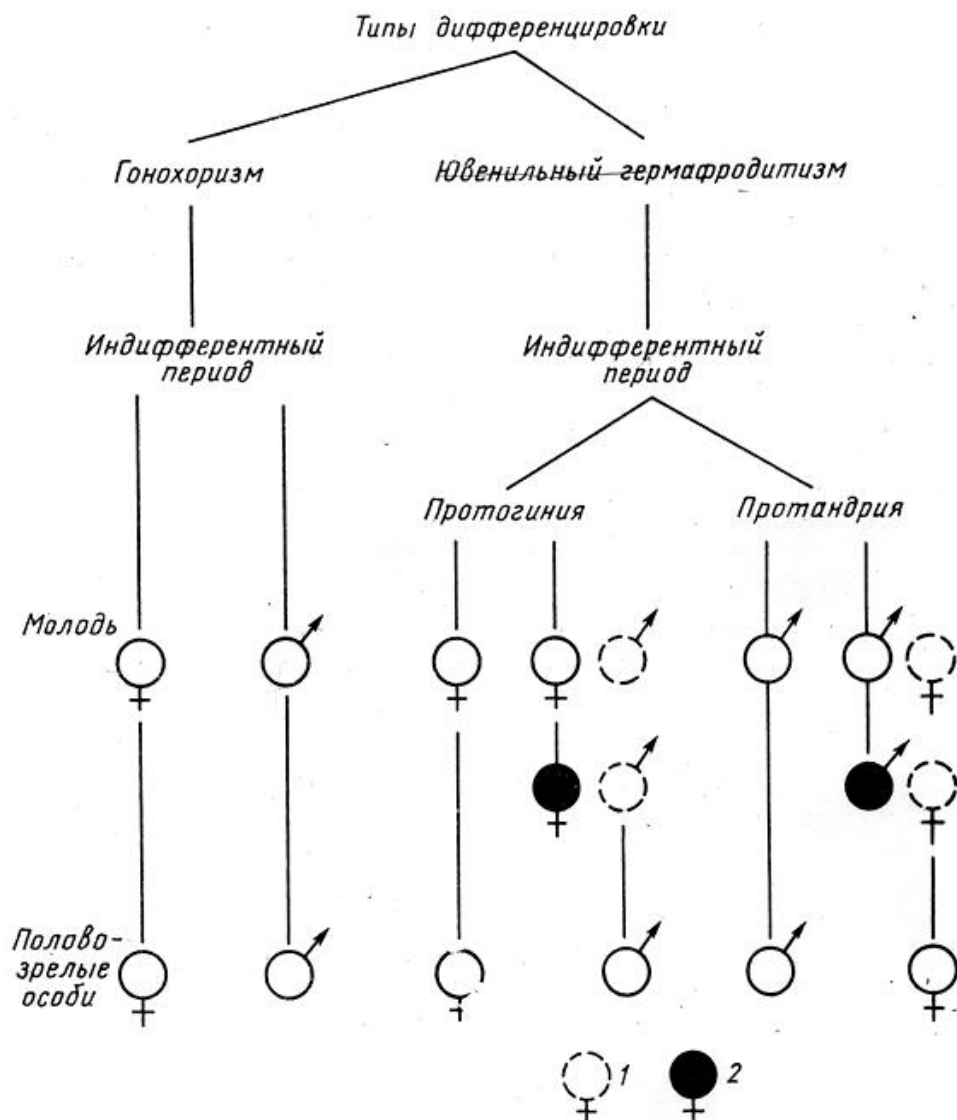 Типы дифференцировки
Гонохоризм
Ювенильный гермафродитизм
Индифферентный
период
Индифферентный
период
Протогиния
Протандрия
Молодь
Полово-
зрелые
особи
1
2